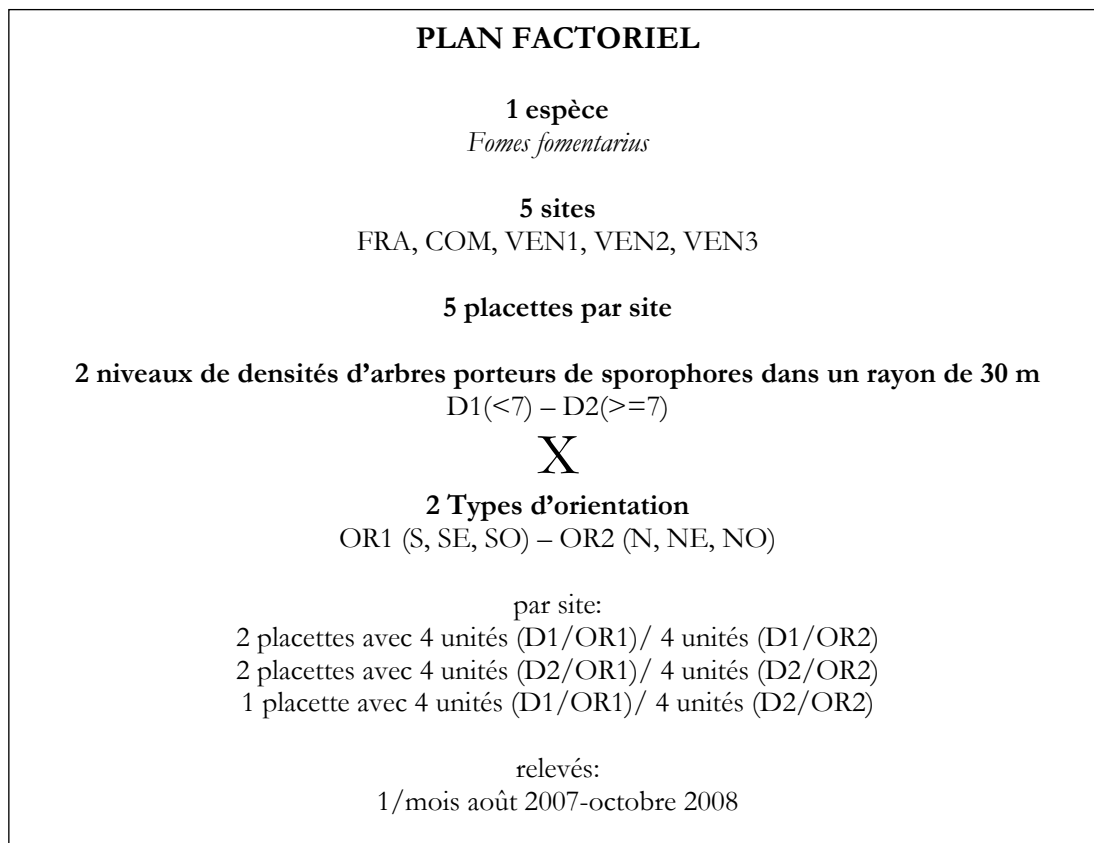 PLAN FACTORIEL
1 espèce
Fomes fomentarius
5 sites
FRA, COM, VEN1, VEN2, VEN3
5 placettes par site
2 niveaux de densités d'arbres porteurs de sporophores dans un rayon de 30 m
D1(<7) – D2(>=7)
X
2 Types d'orientation
OR1 (S, SE, SO) – OR2 (N, NE, NO)
par site:
2 placettes avec 4 unités (D1/OR1)/ 4 unités (D1/OR2)
2 placettes avec 4 unités (D2/OR1)/ 4 unités (D2/OR2)
1 placette avec 4 unités (D1/OR1)/ 4 unités (D2/OR2)
relevés:
1/mois août 2007-octobre 2008